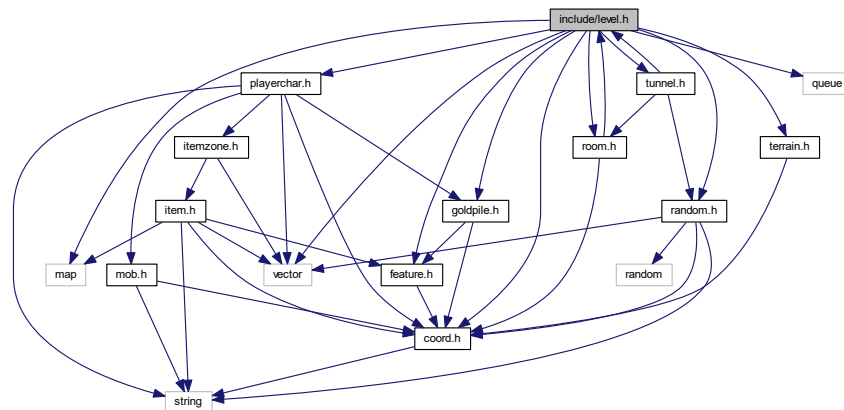 include/level.h
playerchar.h
tunnel.h
queue
itemzone.h
room.h
terrain.h
item.h
goldpile.h
random.h
map
mob.h
vector
feature.h
random
coord.h
string